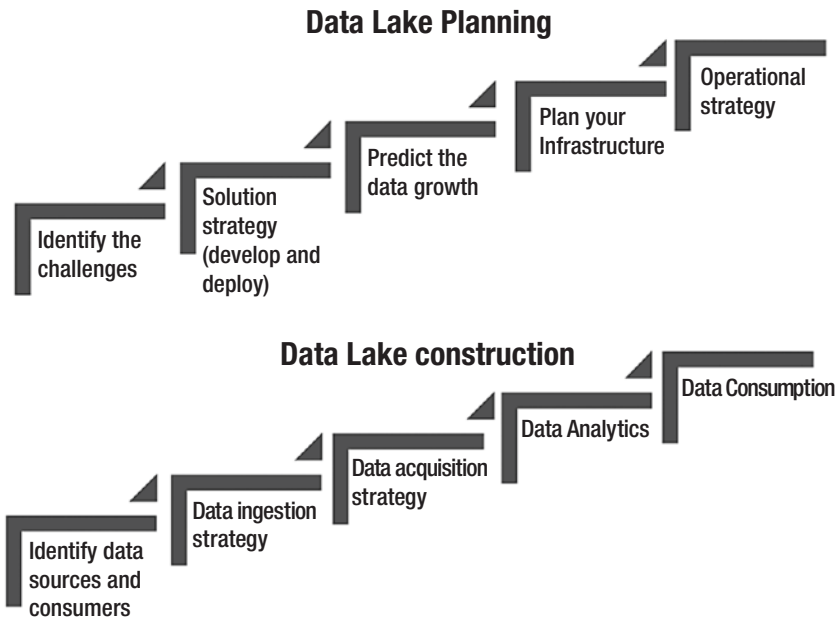 Data Lake Planning
Identify the
challenges
Solution
strategy
(develop and
deploy)
Predict the
data growth
Plan your
Infrastructure
Operational
strategy
Data Lake construction
Identify data
sources and
consumers
Data ingestion
strategy
Data acquisition
strategy
Data Analytics
Data Consumption